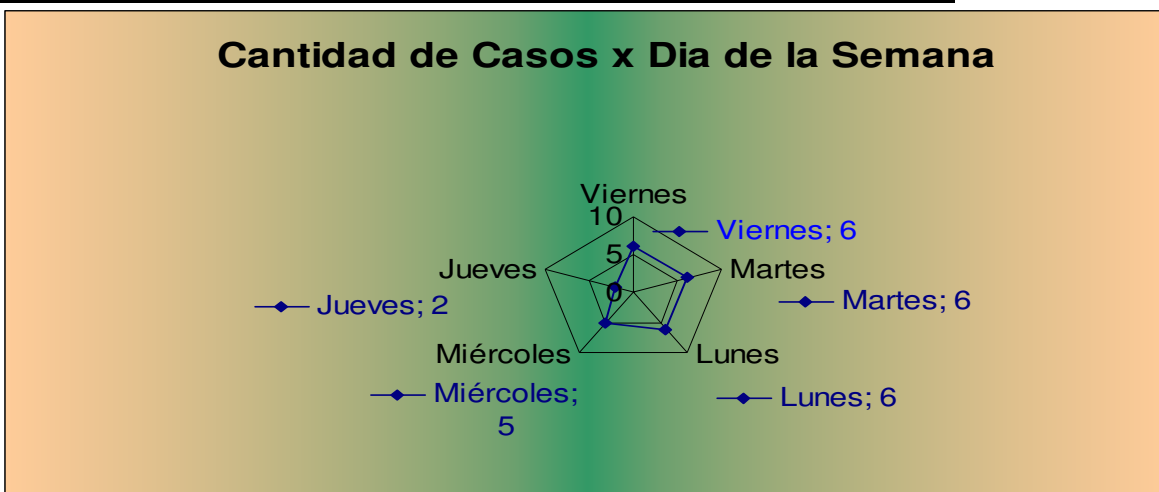 Cantidad de Casos x Dia de la Semana
Viernes
10
Viernes; 6
5
Jueves
Martes
0
Jueves; 2
Martes; 6
Miércoles
Lunes
Miércoles;
5
Lunes; 6